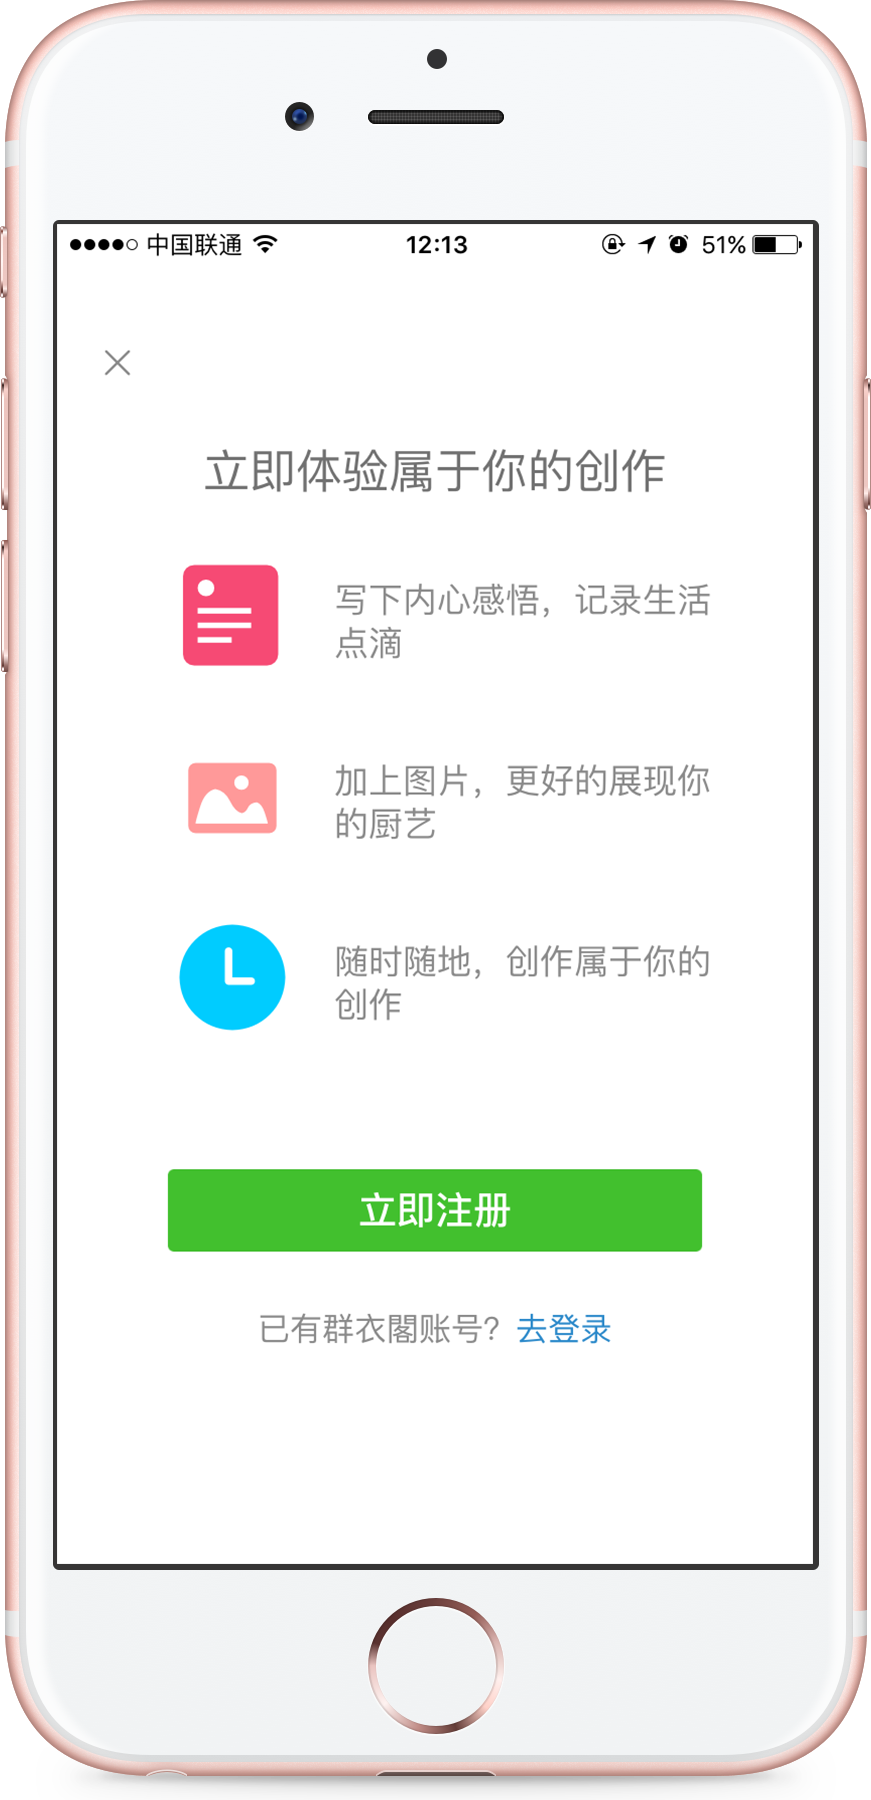 中国联通 12:13 51%
立即体验属于你的创作
写下内心感悟，记录生活
点滴
加上图片，更好的展现你
的厨艺
随时随地，创作属于你的
创作
立即注册
已有群衣閣账号？去登录